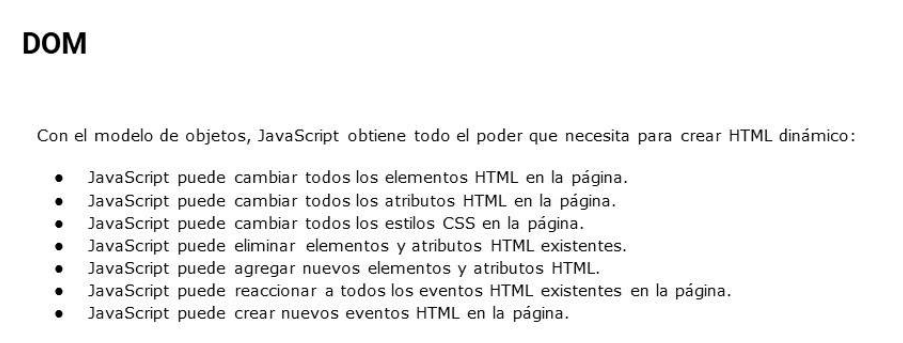 DOM
Con el modelo de objetos, JavaScript obtiene todo el poder que necesita para crear HTML dinámico:
● JavaScript puede cambiar todos los elementos HTML en la página.
● JavaScript puede cambiar todos los atributos HTML en la página.
● JavaScript puede cambiar todos los estilos CSS en la página.
● JavaScript puede eliminar elementos y atributos HTML existentes.
● JavaScript puede agregar nuevos elementos y atributos HTML.
● JavaScript puede reaccionar a todos los eventos HTML existentes en la página.
● JavaScript puede crear nuevos eventos HTML en la página.